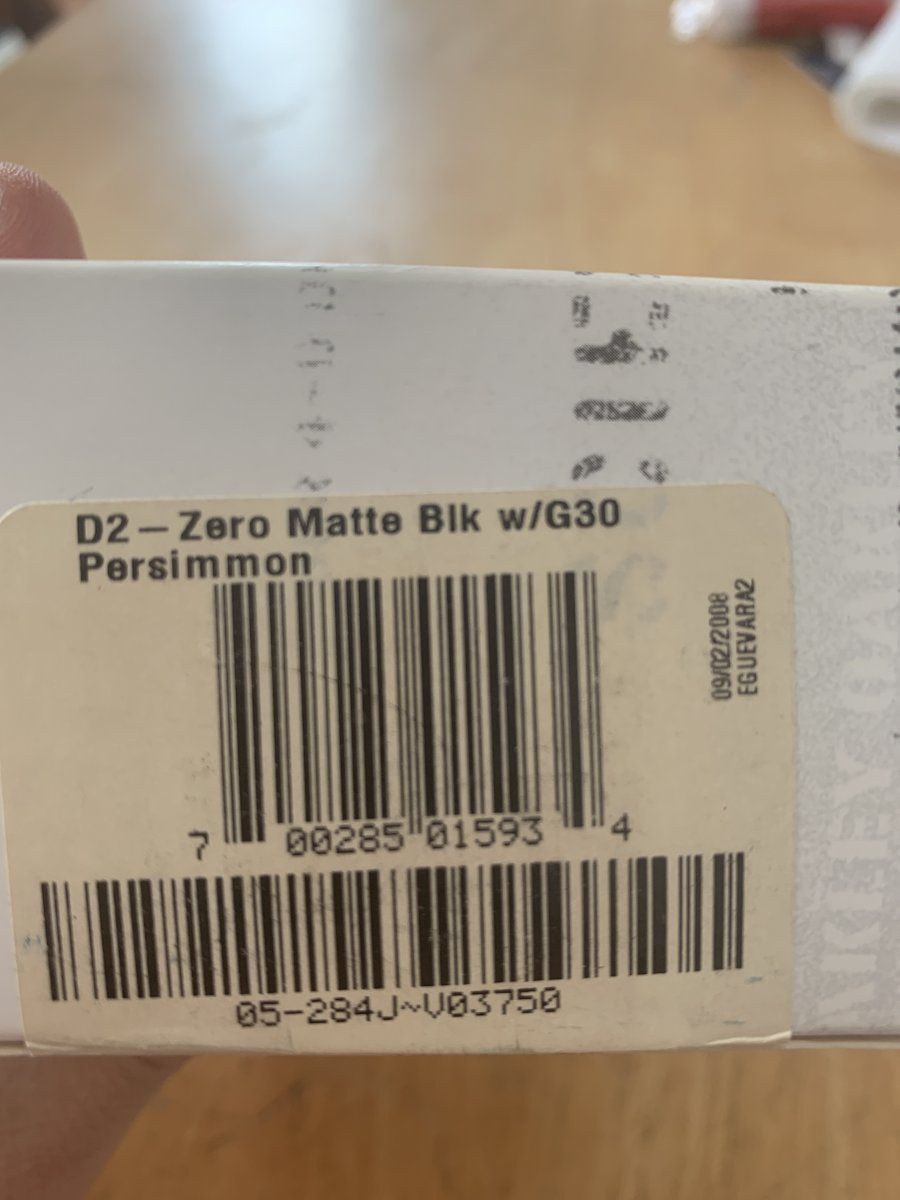 D2 – Zero Matte Blk w/G30
Persimmon
09/02/2008
EGUEVARA2
7 00285 01593 4
05-284J~V03750